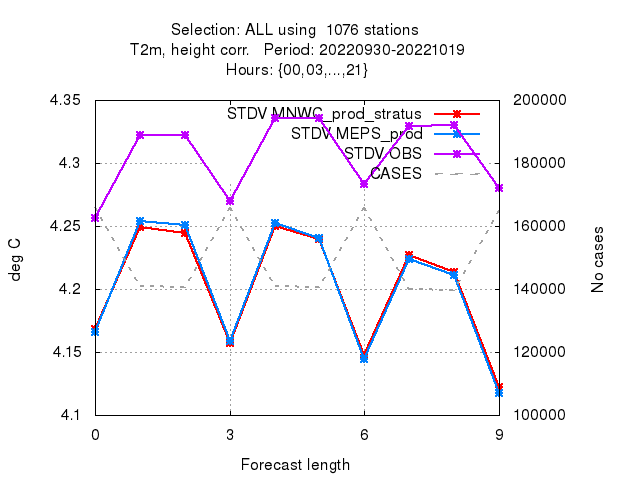 Selection: ALL using  1076 stations
T2m, height corr.   Period: 20220930-20221019
Hours: {00,03,...,21}
4.35
4.3
4.25
4.2
4.15
4.1
deg C
STDV MNWC_prod_stratus
STDV MEPS_prod
STDV OBS
CASES
200000
180000
160000
140000
120000
100000
No cases
0 3 6 9
Forecast length